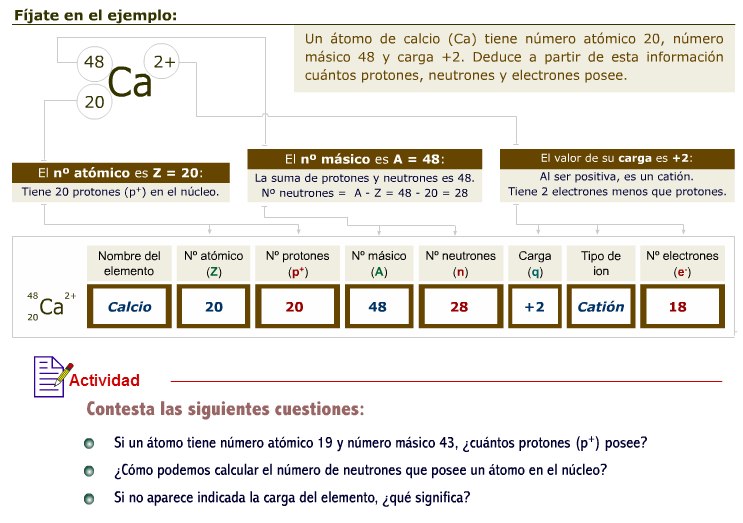 Fíjate en el ejemplo:
Un átomo de calcio (Ca) tiene número atómico 20, número
másico 48 y carga +2. Deduce a partir de esta información
cuántos protones, neutrones y electrones posee.
48
2+
Ca
20
El nº atómico es Z = 20:
Tiene 20 protones (p⁺) en el núcleo.
El nº másico es A = 48:
La suma de protones y neutrones es 48.
Nº neutrones = A - Z = 48 - 20 = 28
El valor de su carga es +2:
Al ser positiva, es un catión.
Tiene 2 electrones menos que protones.
Nombre del elemento
Nº atómico (Z)
Nº protones (p⁺)
Nº másico (A)
Nº neutrones (n)
Carga (q)
Tipo de ion
Nº electrones (e⁻)
48 2+
Ca
20
Calcio 20 20 48 28 +2 Catión 18
Actividad
Contesta las siguientes cuestiones:
Si un átomo tiene número atómico 19 y número másico 43, ¿cuántos protones (p⁺) posee?
¿Cómo podemos calcular el número de neutrones que posee un átomo en el núcleo?
Si no aparece indicada la carga del elemento, ¿qué significa?